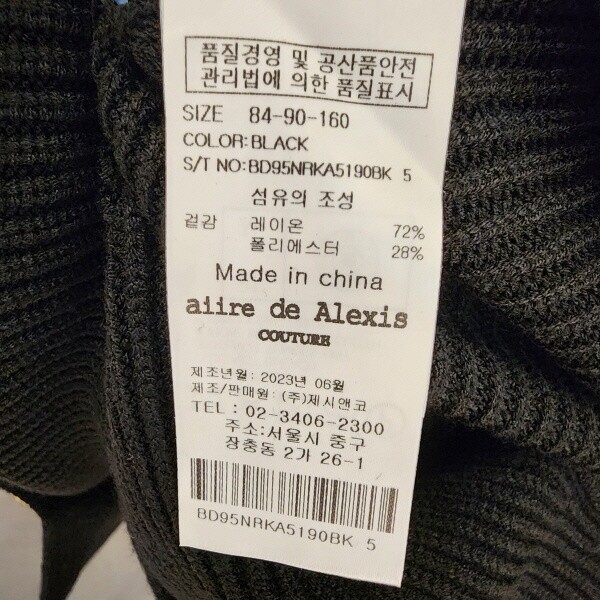 품질경영 및 공산품안전
관리법에 의한 품질표시
SIZE 84-90-160
COLOR:BLACK
S/T NO:BD95NRKA5190BK 5
섬유의 조성
겉감 레이온 72%
폴리에스터 28%
Made in china
aiire de Alexis
COUTURE
제조년월: 2023년 06월
제조/판매원: (주)제시앤코
TEL : 02-3406-2300
주소:서울시 중구
장충동 2가 26-1
BD95NRKA5190BK 5